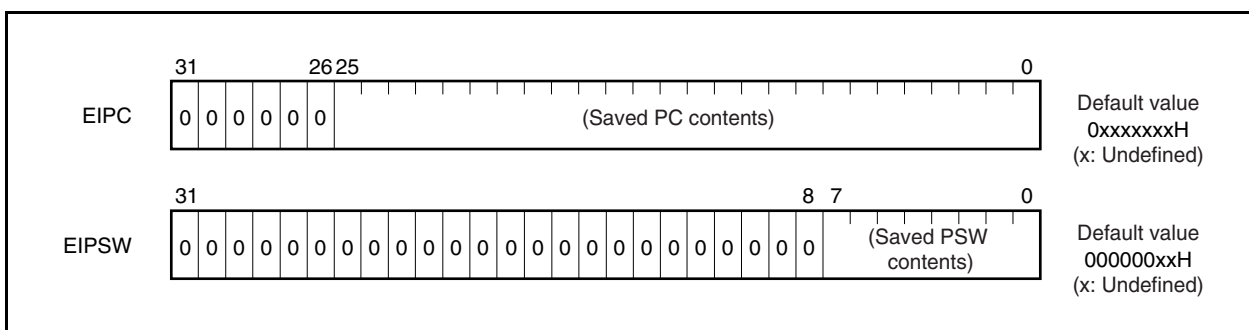 31 26 25 0
EIPC
0 0 0 0 0 0 (Saved PC contents)
Default value
0xxxxxxxH
(x: Undefined)
31 8 7 0
EIPSW
0 0 0 0 0 0 0 0 0 0 0 0 0 0 0 0 0 0 0 0 0 0 0 0 (Saved PSW
contents)
Default value
000000xxH
(x: Undefined)